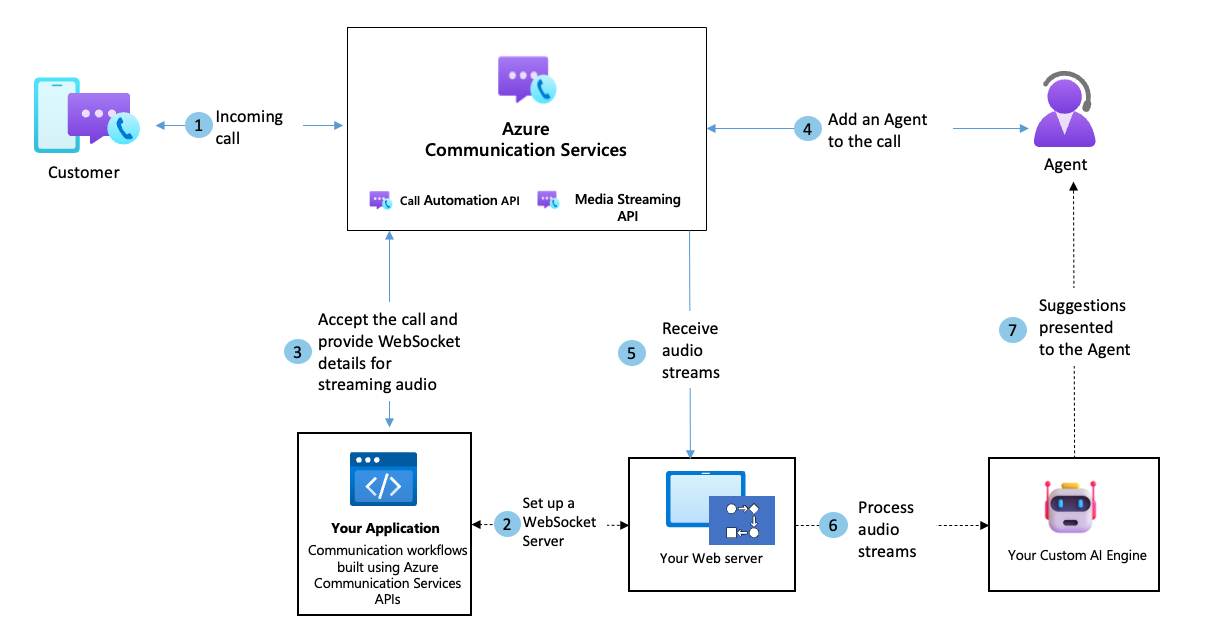 1
Incoming
call
Customer
Azure
Communication Services
Call Automation API
Media Streaming
API
4
Add an Agent
to the call
Agent
3
Accept the call and
provide WebSocket
details for
streaming audio
5
Receive
audio
streams
7
Suggestions
presented
to the Agent
</>
Your Application
Communication workflows
built using Azure
Communication Services
APIs
2
Set up a
WebSocket
Server
Your Web server
6
Process
audio
streams
Your Custom AI Engine